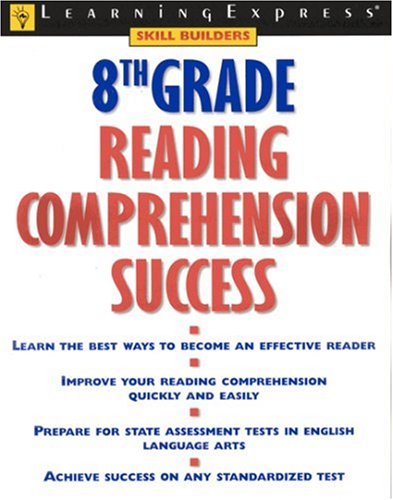 LearningExpress®
SKILL BUILDERS
8TH GRADE
READING
COMPREHENSION
SUCCESS
LEARN THE BEST WAYS TO BECOME AN EFFECTIVE READER
IMPROVE YOUR READING COMPREHENSION
QUICKLY AND EASILY
PREPARE FOR STATE ASSESSMENT TESTS IN ENGLISH
LANGUAGE ARTS
ACHIEVE SUCCESS ON ANY STANDARDIZED TEST